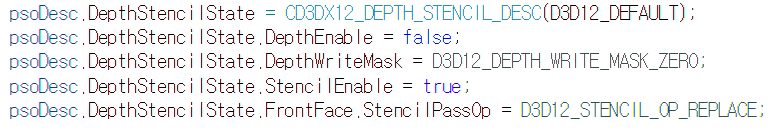 psoDesc.DepthStencilState = CD3DX12_DEPTH_STENCIL_DESC(D3D12_DEFAULT);
psoDesc.DepthStencilState.DepthEnable = false;
psoDesc.DepthStencilState.DepthWriteMask = D3D12_DEPTH_WRITE_MASK_ZERO;
psoDesc.DepthStencilState.StencilEnable = true;
psoDesc.DepthStencilState.FrontFace.StencilPassOp = D3D12_STENCIL_OP_REPLACE;